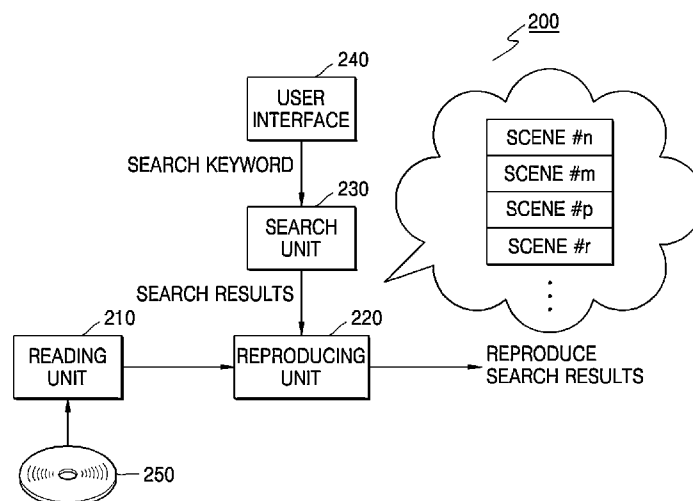 200
240
USER
INTERFACE
SCENE #n
SCENE #m
SCENE #p
SCENE #r
SEARCH KEYWORD
230
SEARCH
UNIT
SEARCH RESULTS
210
220
READING
UNIT
REPRODUCING
UNIT
REPRODUCE
SEARCH RESULTS
250